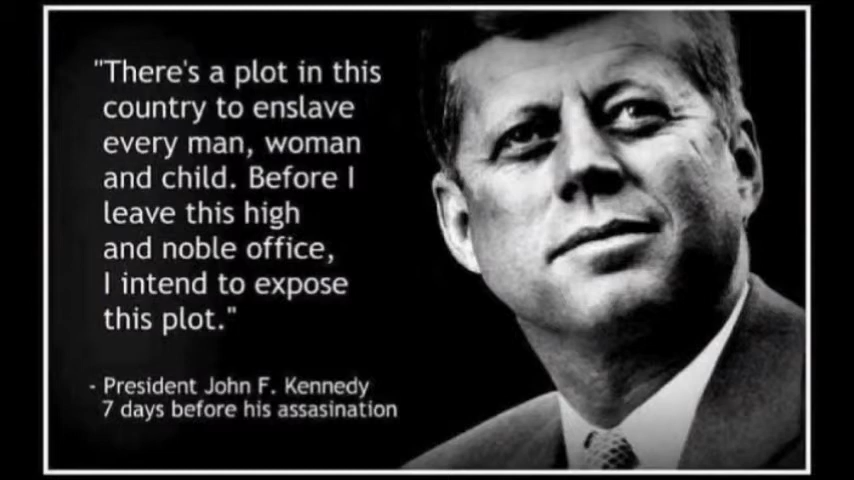 "There's a plot in this
country to enslave
every man, woman
and child. Before I
leave this high
and noble office,
I intend to expose
this plot."
- President John F. Kennedy
7 days before his assasination